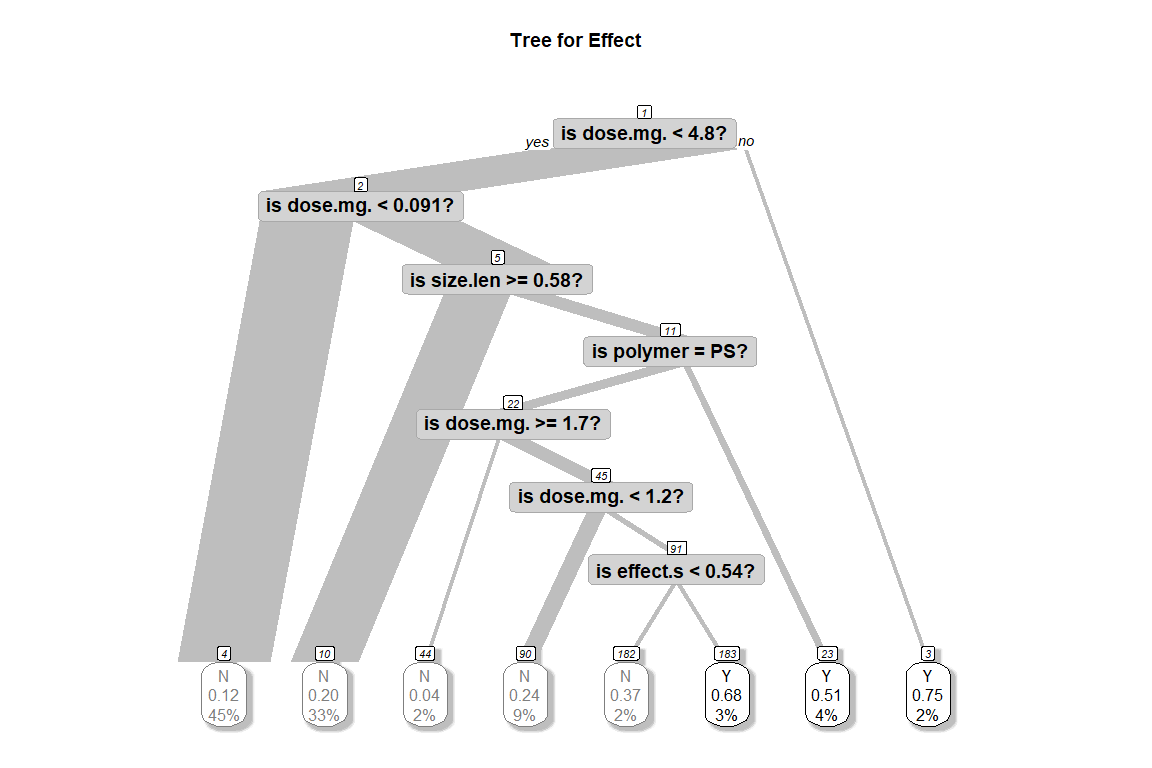 Tree for Effect
1
is dose.mg. < 4.8?
yes
no
2
is dose.mg. < 0.091?
5
is size.len >= 0.58?
11
is polymer = PS?
22
is dose.mg. >= 1.7?
45
is dose.mg. < 1.2?
91
is effect.s < 0.54?
4
N
0.12
45%
10
N
0.20
33%
44
N
0.04
2%
90
N
0.24
9%
182
N
0.37
2%
183
Y
0.68
3%
23
Y
0.51
4%
3
Y
0.75
2%